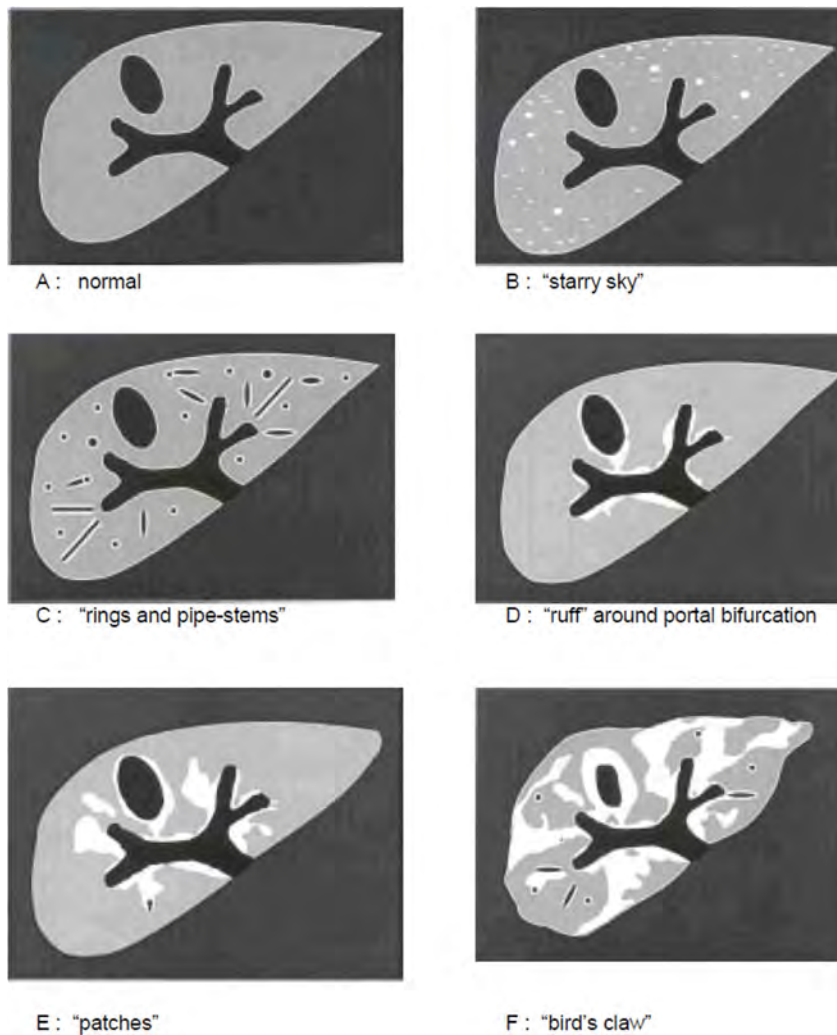 A :  normal
B :  "starry sky"
C :  "rings and pipe-stems"
D :  "ruff" around portal bifurcation
E :  "patches"
F :  "bird's claw"